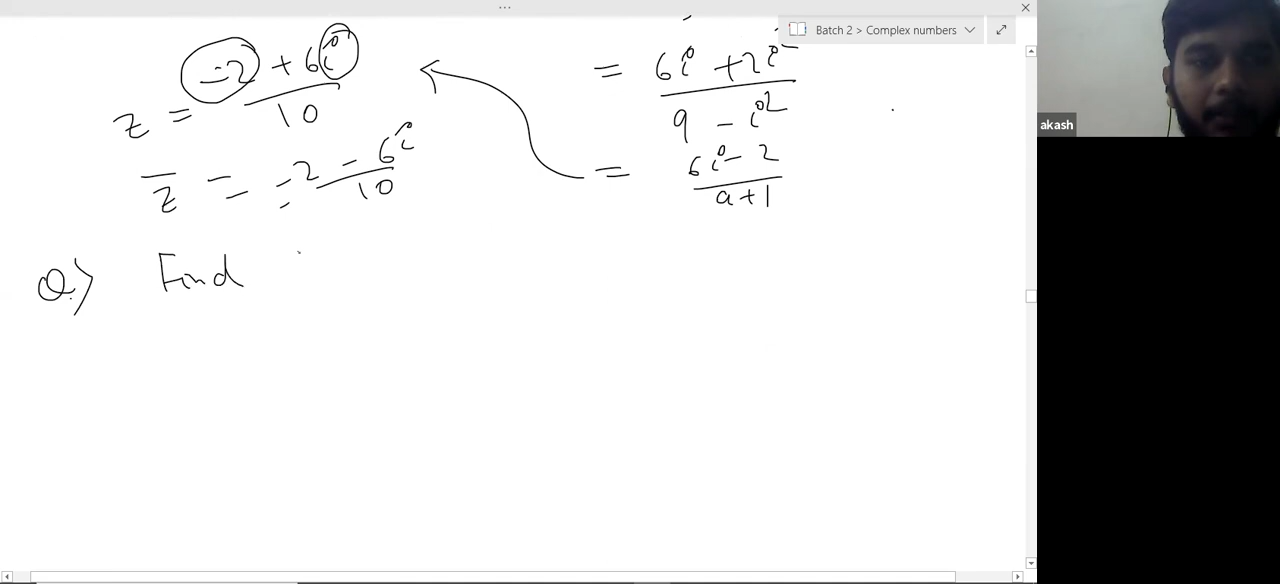 Batch 2 > Complex numbers
z = -2 + 6i / 10
z̅ = -2 - 6i / 10
= 6i + 2i² / 9 - i²
= 6i - 2 / 9 + 1
Q.) Find
akash